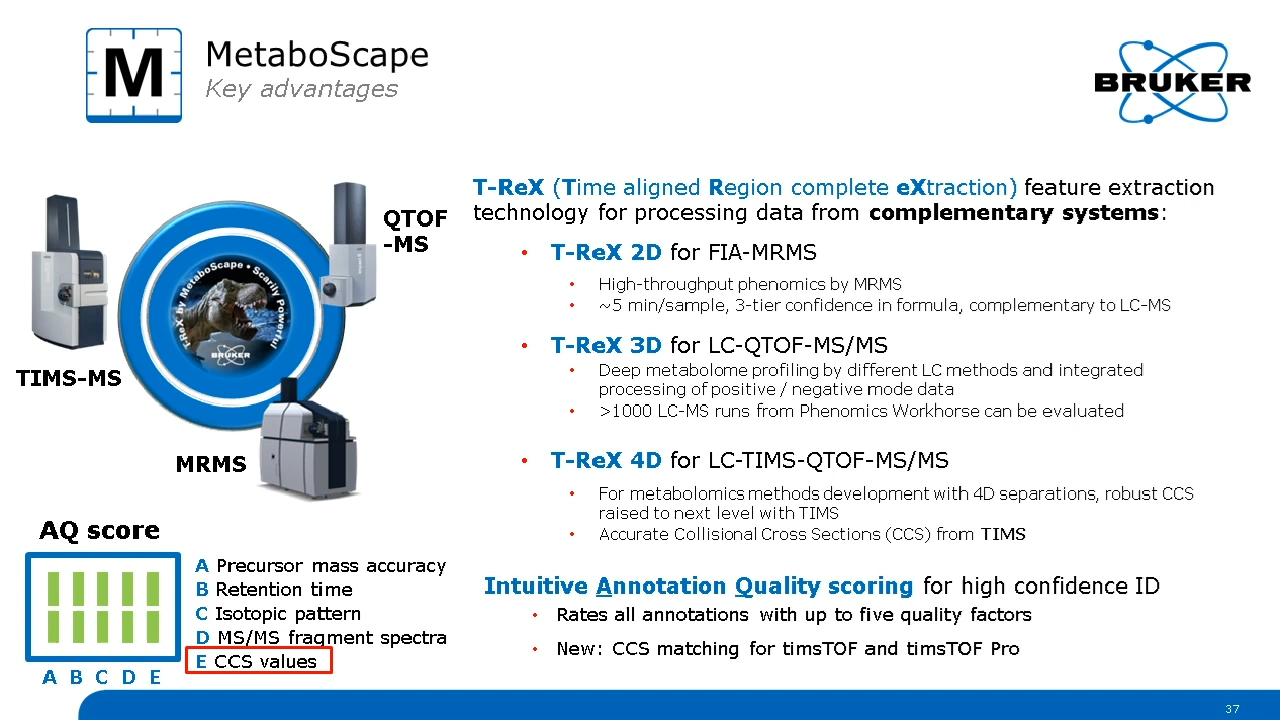 M
MetaboScape
Key advantages
BRUKER
T-ReX (Time aligned Region complete eXtraction) feature extraction
technology for processing data from complementary systems:
QTOF
-MS
T-ReX by MetaboScape • Scarily Powerful
BRUKER
TIMS-MS
MRMS
• T-ReX 2D for FIA-MRMS
• High-throughput phenomics by MRMS
• ~5 min/sample, 3-tier confidence in formula, complementary to LC-MS
• T-ReX 3D for LC-QTOF-MS/MS
• Deep metabolome profiling by different LC methods and integrated
processing of positive / negative mode data
• >1000 LC-MS runs from Phenomics Workhorse can be evaluated
• T-ReX 4D for LC-TIMS-QTOF-MS/MS
• For metabolomics methods development with 4D separations, robust CCS
raised to next level with TIMS
• Accurate Collisional Cross Sections (CCS) from TIMS
AQ score
A B C D E
A Precursor mass accuracy
B Retention time
C Isotopic pattern
D MS/MS fragment spectra
E CCS values
Intuitive Annotation Quality scoring for high confidence ID
• Rates all annotations with up to five quality factors
• New: CCS matching for timsTOF and timsTOF Pro
37